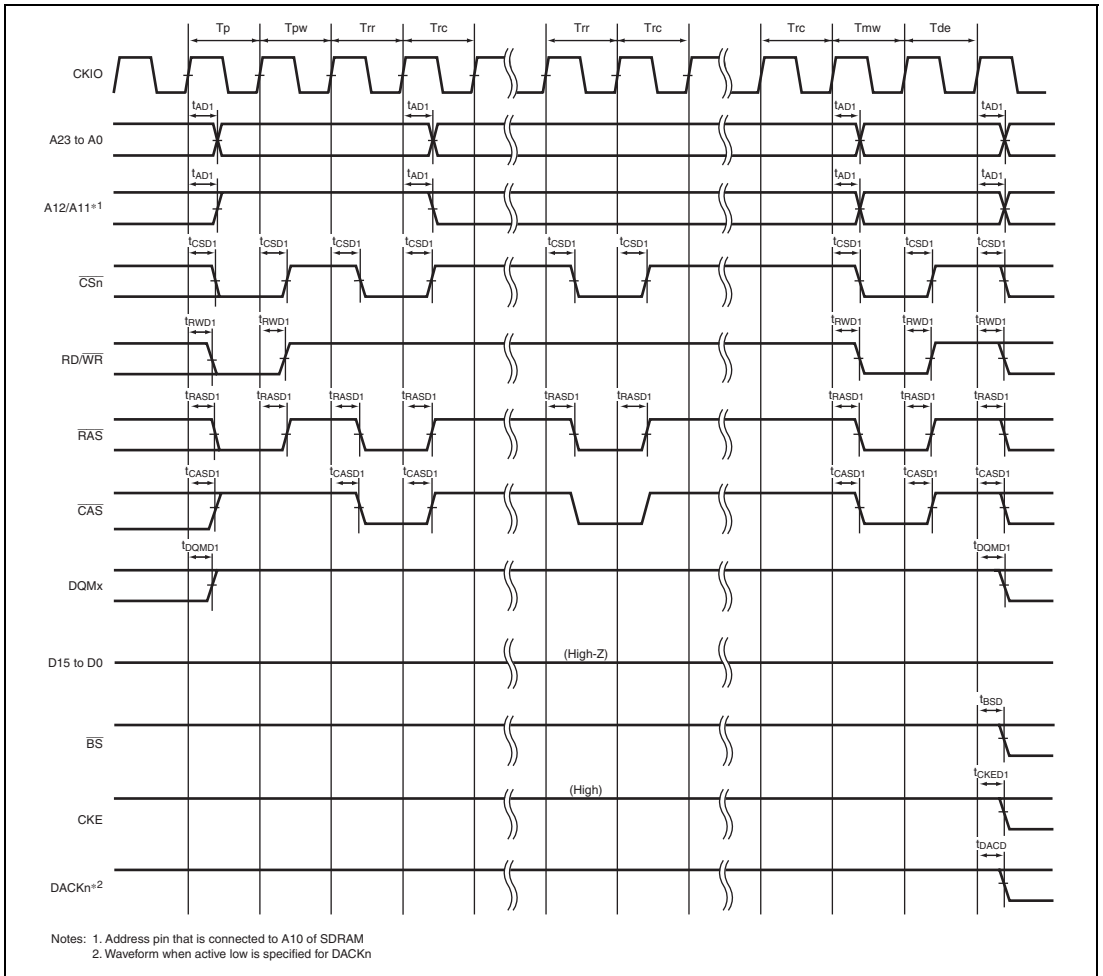 Tp Tpw Trr Trc Trr Trc Trc Tmw Tde
CKIO
tAD1 tAD1 tAD1 tAD1
A23 to A0
tAD1 tAD1 tAD1 tAD1
A12/A11*1
tCSD1 tCSD1 tCSD1 tCSD1 tCSD1 tCSD1 tCSD1 tCSD1 tCSD1
CSn
tRWD1 tRWD1 tRWD1 tRWD1 tRWD1
RD/WR
tRASD1 tRASD1 tRASD1 tRASD1 tRASD1 tRASD1 tRASD1 tRASD1 tRASD1
RAS
tCASD1 tCASD1 tCASD1 tCASD1 tCASD1 tCASD1
CAS
tDQMD1 tDQMD1
DQMx
(High-Z)
D15 to D0
tBSD
BS
tCKED1
(High)
CKE
tDACD
DACKn*2
Notes: 1. Address pin that is connected to A10 of SDRAM
2. Waveform when active low is specified for DACKn